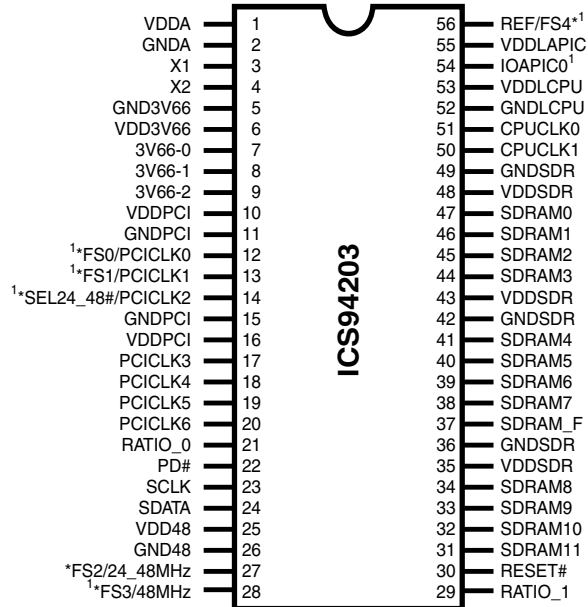 VDDA 1 56 REF/FS4*¹
GNDA 2 55 VDDLAPIC
X1 3 54 IOAPIC0¹
X2 4 53 VDDLCPU
GND3V66 5 52 GNDLCPU
VDD3V66 6 51 CPUCLK0
3V66-0 7 50 CPUCLK1
3V66-1 8 49 GNDSDR
3V66-2 9 48 VDDSDR
VDDPCI 10 47 SDRAM0
GNDPCI 11 46 SDRAM1
¹*FS0/PCICLK0 12 45 SDRAM2
¹*FS1/PCICLK1 13 44 SDRAM3
¹*SEL24_48#/PCICLK2 14 43 VDDSDR
GNDPCI 15 42 GNDSDR
VDDPCI 16 41 SDRAM4
PCICLK3 17 40 SDRAM5
PCICLK4 18 39 SDRAM6
PCICLK5 19 38 SDRAM7
PCICLK6 20 37 SDRAM_F
RATIO_0 21 36 GNDSDR
PD# 22 35 VDDSDR
SCLK 23 34 SDRAM8
SDATA 24 33 SDRAM9
VDD48 25 32 SDRAM10
GND48 26 31 SDRAM11
*FS2/24_48MHz 27 30 RESET#
¹*FS3/48MHz 28 29 RATIO_1
ICS94203